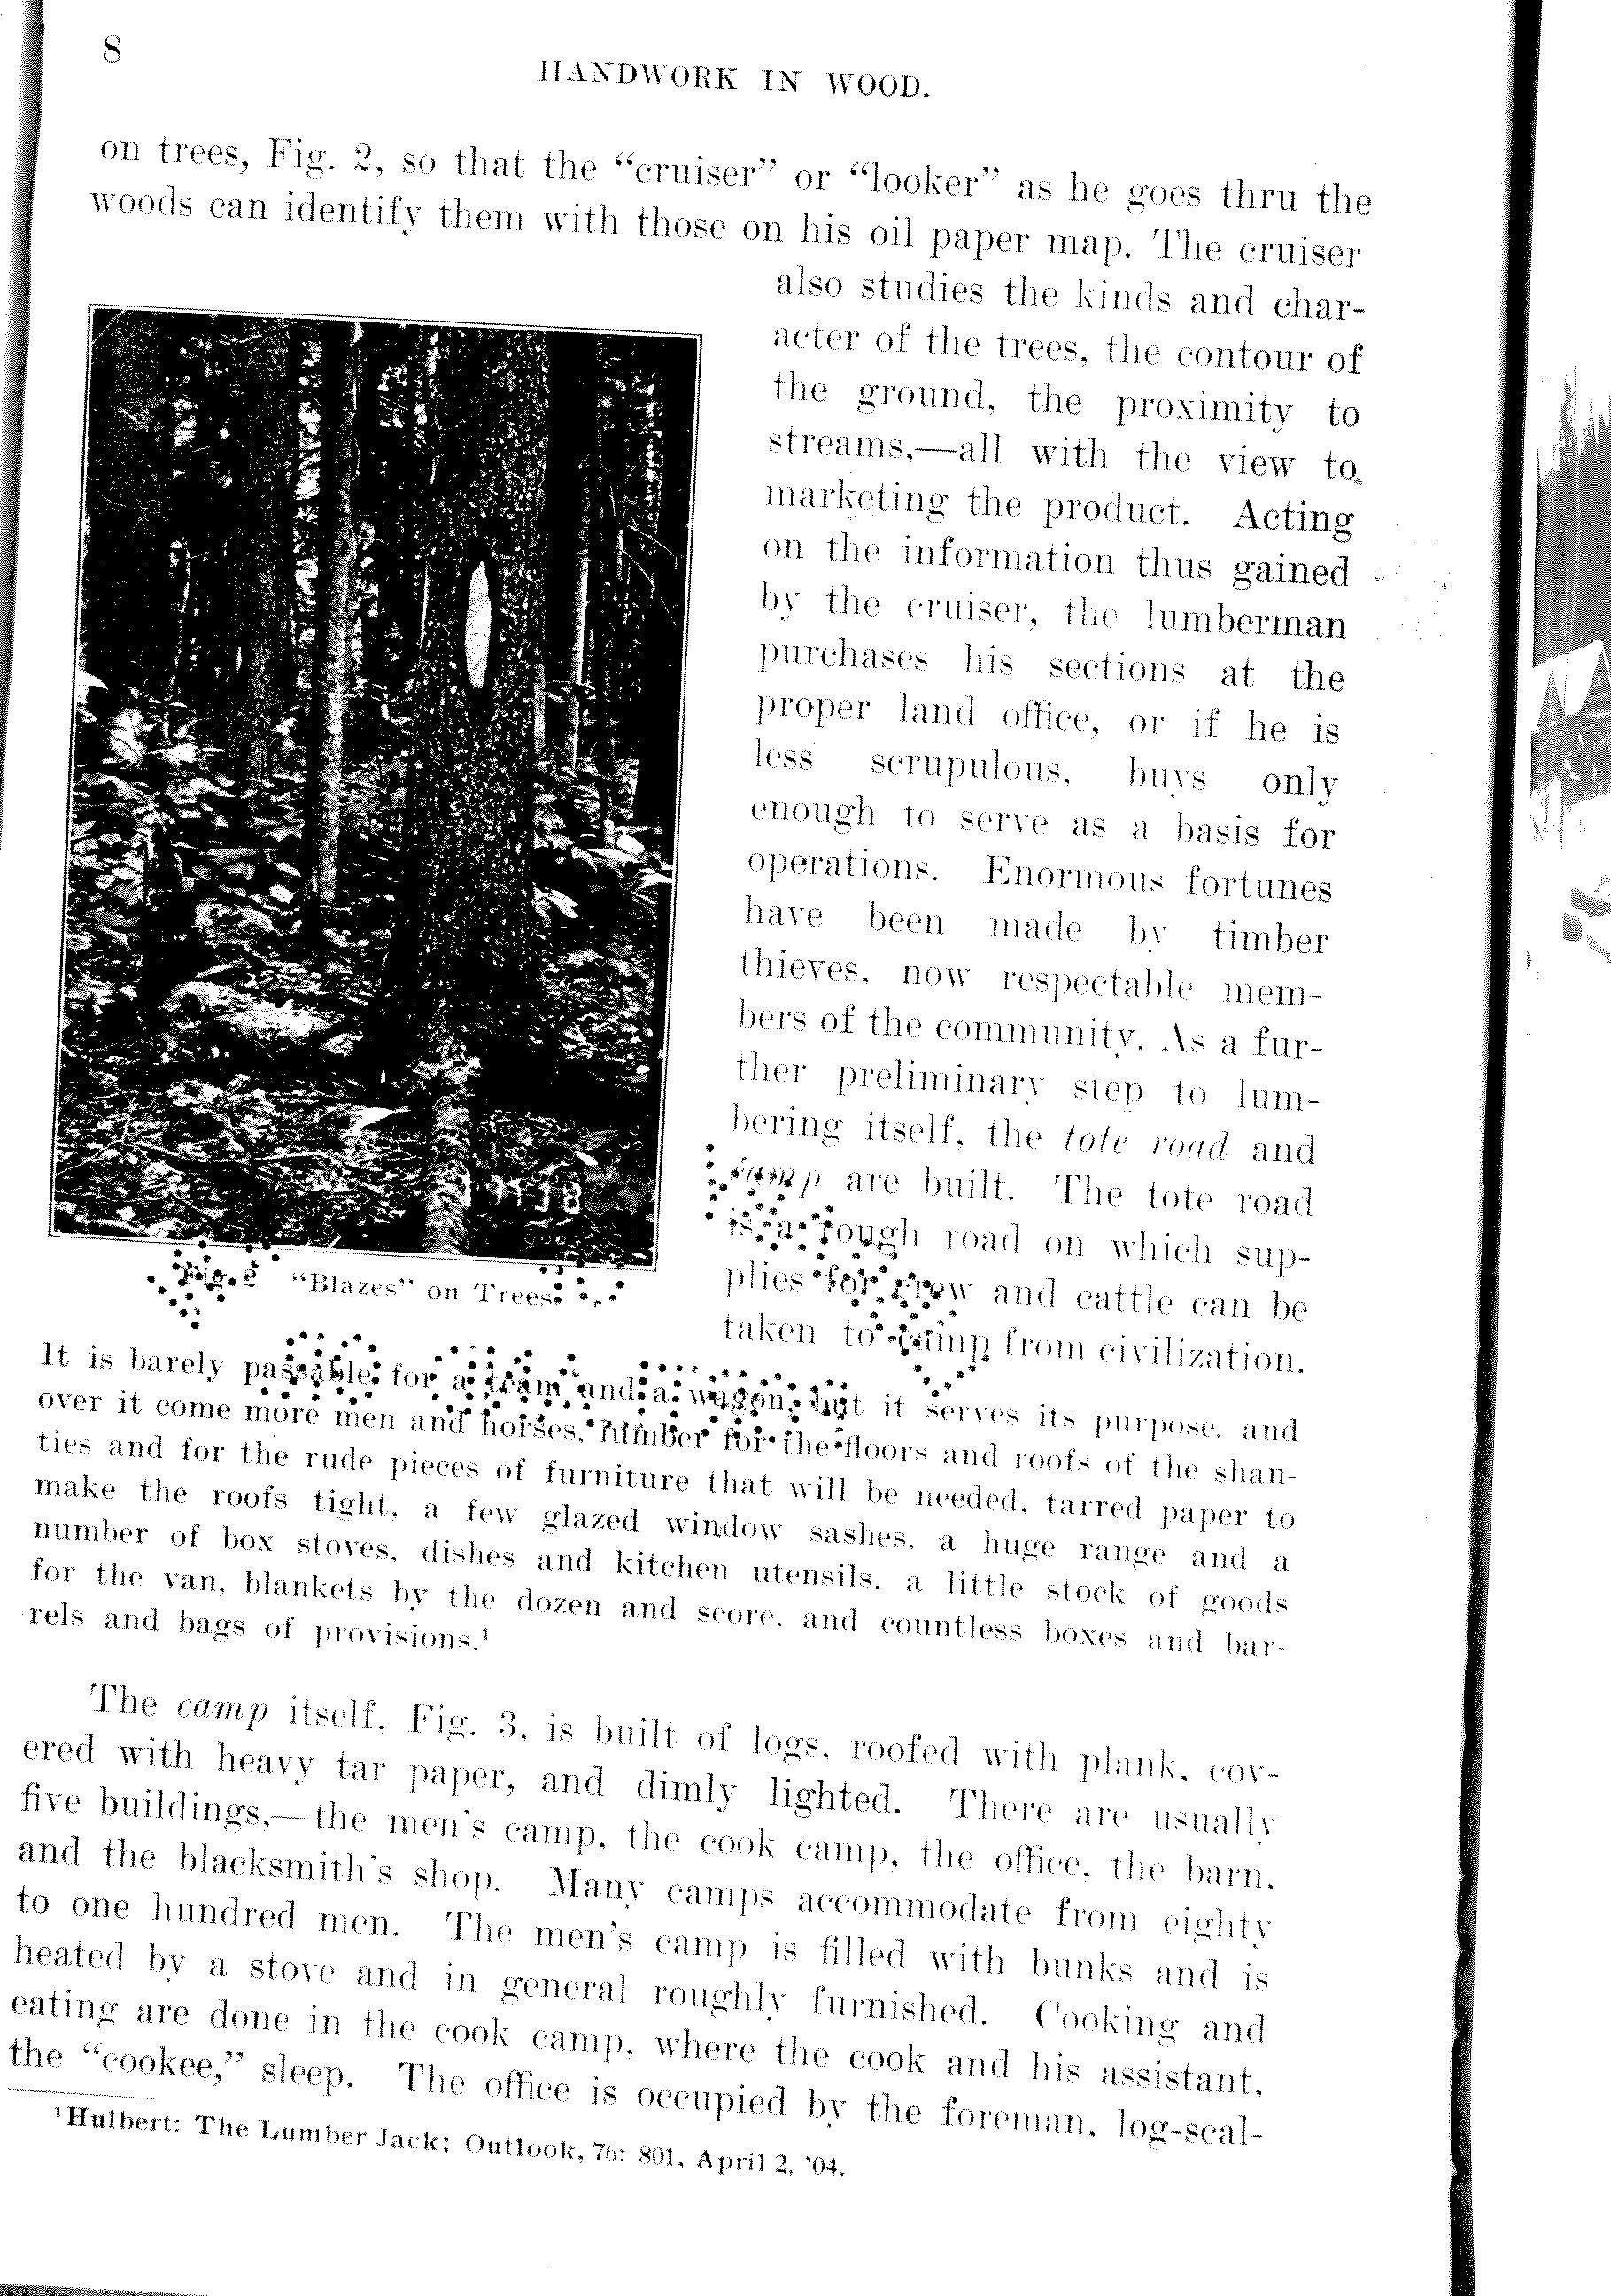 8
HANDWORK IN WOOD.
on trees, Fig. 2, so that the “cruiser” or “looker” as he goes thru the
woods can identify them with those on his oil paper map. The cruiser
also studies the kinds and char-
acter of the trees, the contour of
the ground, the proximity to
streams,—all with the view to
marketing the product. Acting
on the information thus gained
by the cruiser, the lumberman
purchases his sections at the
proper land office, or if he is
less scrupulous, buys only
enough to serve as a basis for
operations. Enormous fortunes
have been made by timber
thieves, now respectable mem-
bers of the community. As a fur-
ther preliminary step to lum-
bering itself, the tote road and
camp are built. The tote road
is a rough road on which sup-
plies for crew and cattle can be
taken to camp from civilization.
Fig. 2. “Blazes” on Trees.
It is barely passable for a team and a wagon, but it serves its purpose, and
over it come more men and horses, lumber for the floors and roofs of the shan-
ties and for the rude pieces of furniture that will be needed, tarred paper to
make the roofs tight, a few glazed window sashes, a huge range and a
number of box stoves, dishes and kitchen utensils, a little stock of goods
for the van, blankets by the dozen and score, and countless boxes and bar-
rels and bags of provisions.¹
The camp itself, Fig. 3, is built of logs, roofed with plank, cov-
ered with heavy tar paper, and dimly lighted. There are usually
five buildings,—the men's camp, the cook camp, the office, the barn,
and the blacksmith's shop. Many camps accommodate from eighty
to one hundred men. The men's camp is filled with bunks and is
heated by a stove and in general roughly furnished. Cooking and
eating are done in the cook camp, where the cook and his assistant,
the “cookee,” sleep. The office is occupied by the foreman, log-scal-
¹Hulbert: The Lumber Jack; Outlook, 76: 801, April 2, '04.